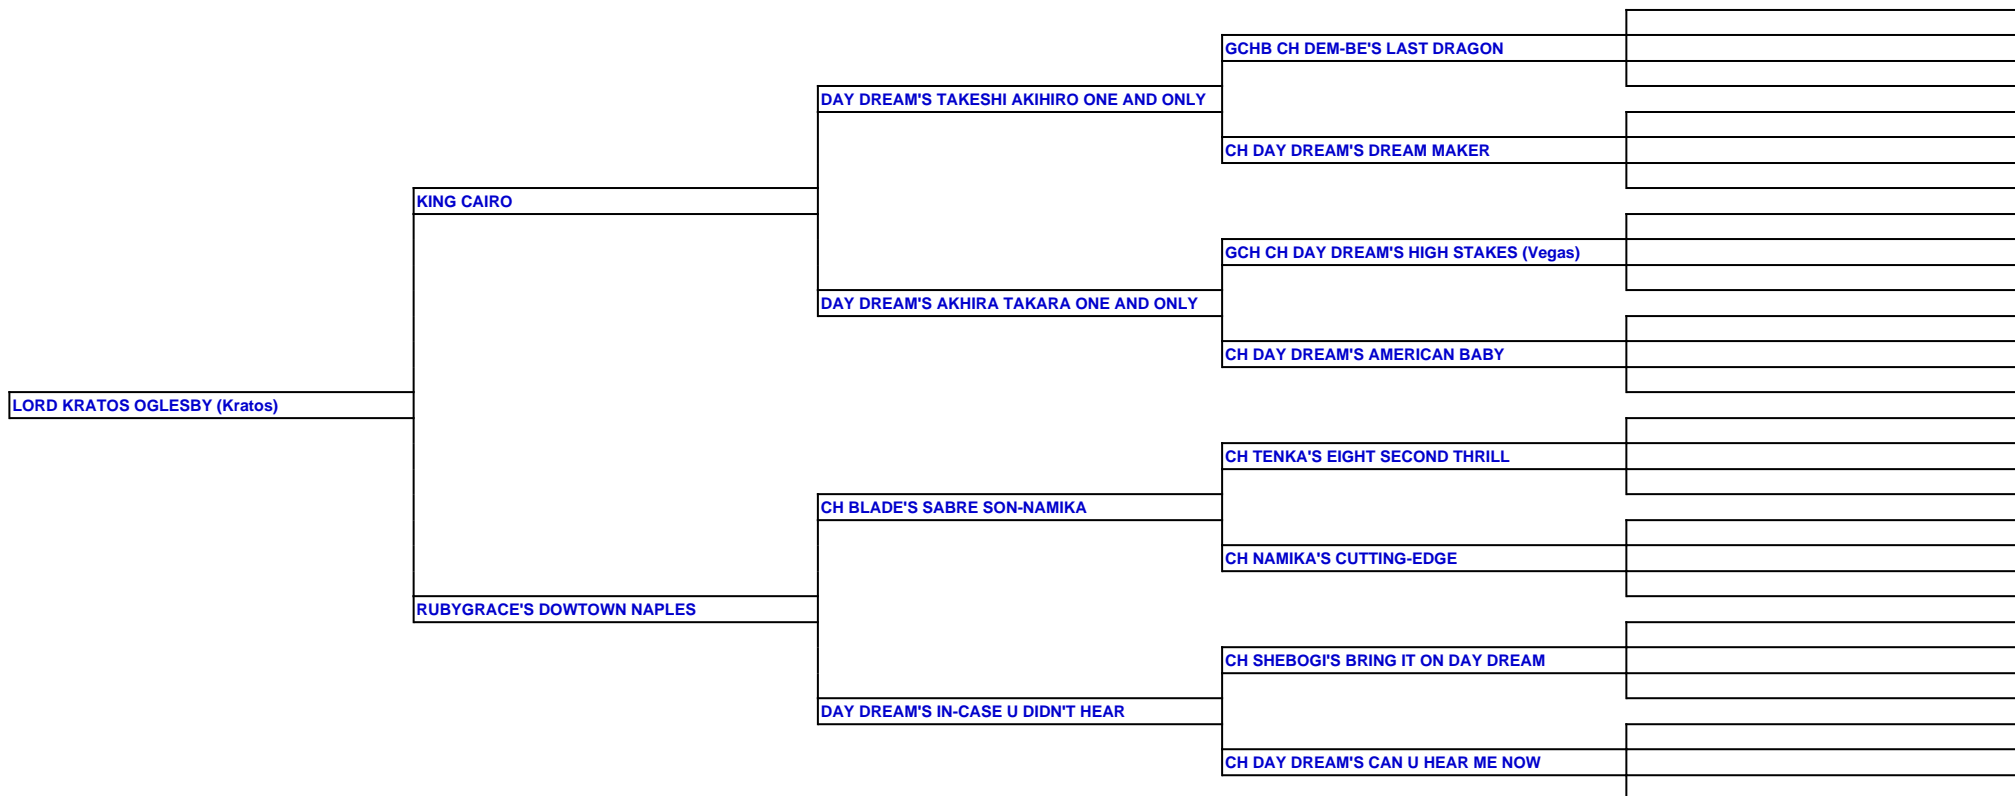 GCHB CH DEM-BE'S LAST DRAGON
DAY DREAM'S TAKESHI AKIHIRO ONE AND ONLY
CH DAY DREAM'S DREAM MAKER
KING CAIRO
GCH CH DAY DREAM'S HIGH STAKES (Vegas)
DAY DREAM'S AKHIRA TAKARA ONE AND ONLY
CH DAY DREAM'S AMERICAN BABY
LORD KRATOS OGLESBY (Kratos)
CH TENKA'S EIGHT SECOND THRILL
CH BLADE'S SABRE SON-NAMIKA
CH NAMIKA'S CUTTING-EDGE
RUBYGRACE'S DOWTOWN NAPLES
CH SHEBOGI'S BRING IT ON DAY DREAM
DAY DREAM'S IN-CASE U DIDN'T HEAR
CH DAY DREAM'S CAN U HEAR ME NOW